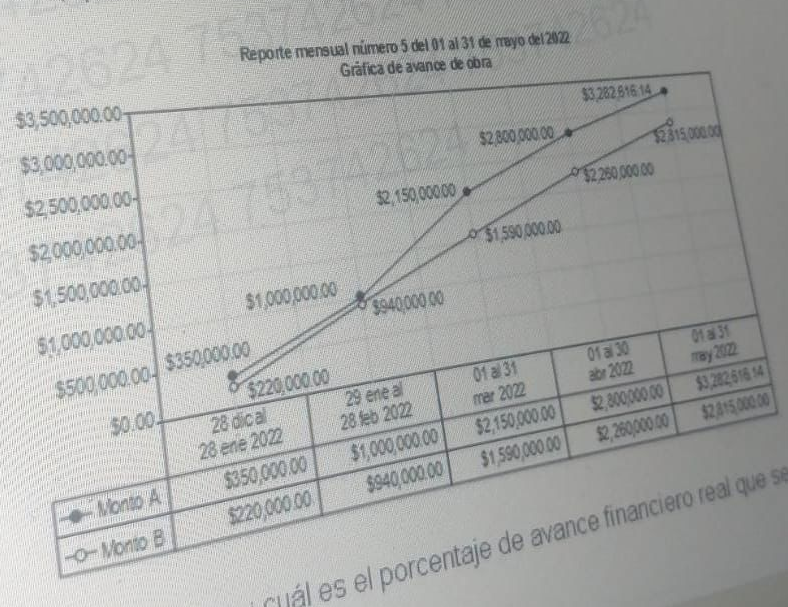 Reporte mensual número 5 del 01 al 31 de mayo del 2022
Gráfica de avance de obra
$3,500,000.00
$3,000,000.00
$2,500,000.00
$2,000,000.00
$1,500,000.00
$1,000,000.00
$500,000.00
$0.00
$3,282,616.14
$2,800,000.00
$2,815,000.00
$2,150,000.00
$2,260,000.00
$1,590,000.00
$1,000,000.00
$940,000.00
$350,000.00
$220,000.00
28 dic al
28 ene 2022
29 ene al
28 feb 2022
01 al 31
mar 2022
01 al 30
abr 2022
01 al 31
may 2022
Monto A $350,000.00 $1,000,000.00 $2,150,000.00 $2,800,000.00 $3,282,616.14
Monto B $220,000.00 $940,000.00 $1,590,000.00 $2,260,000.00 $2,815,000.00
cuál es el porcentaje de avance financiero real que se
753742624